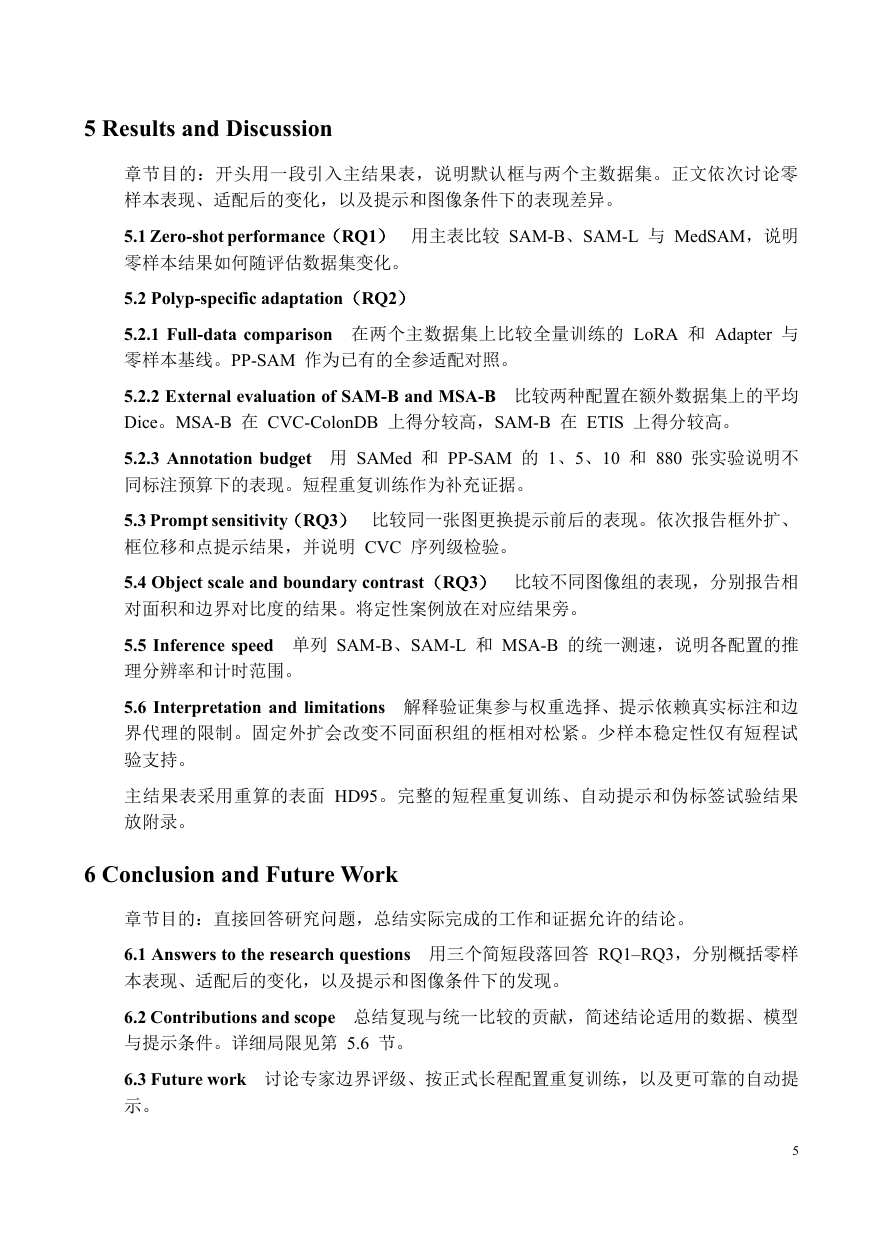 5 Results and Discussion
章节目的：开头用一段引入主结果表，说明默认框与两个主数据集。正文依次讨论零
样本表现、适配后的变化，以及提示和图像条件下的表现差异。
5.1 Zero-shot performance（RQ1） 用主表比较 SAM-B、SAM-L 与 MedSAM，说明
零样本结果如何随评估数据集变化。
5.2 Polyp-specific adaptation（RQ2）
5.2.1 Full-data comparison 在两个主数据集上比较全量训练的 LoRA 和 Adapter 与
零样本基线。PP-SAM 作为已有的全参适配对照。
5.2.2 External evaluation of SAM-B and MSA-B 比较两种配置在额外数据集上的平均
Dice。MSA-B 在 CVC-ColonDB 上得分较高，SAM-B 在 ETIS 上得分较高。
5.2.3 Annotation budget 用 SAMed 和 PP-SAM 的 1、5、10 和 880 张实验说明不
同标注预算下的表现。短程重复训练作为补充证据。
5.3 Prompt sensitivity（RQ3） 比较同一张图更换提示前后的表现。依次报告框外扩、
框位移和点提示结果，并说明 CVC 序列级检验。
5.4 Object scale and boundary contrast（RQ3） 比较不同图像组的表现，分别报告相
对面积和边界对比度的结果。将定性案例放在对应结果旁。
5.5 Inference speed 单列 SAM-B、SAM-L 和 MSA-B 的统一测速，说明各配置的推
理分辨率和计时范围。
5.6 Interpretation and limitations 解释验证集参与权重选择、提示依赖真实标注和边
界代理的限制。固定外扩会改变不同面积组的框相对松紧。少样本稳定性仅有短程试
验支持。
主结果表采用重算的表面 HD95。完整的短程重复训练、自动提示和伪标签试验结果
放附录。
6 Conclusion and Future Work
章节目的：直接回答研究问题，总结实际完成的工作和证据允许的结论。
6.1 Answers to the research questions 用三个简短段落回答 RQ1–RQ3，分别概括零样
本表现、适配后的变化，以及提示和图像条件下的发现。
6.2 Contributions and scope 总结复现与统一比较的贡献，简述结论适用的数据、模型
与提示条件。详细局限见第 5.6 节。
6.3 Future work 讨论专家边界评级、按正式长程配置重复训练，以及更可靠的自动提
示。
5